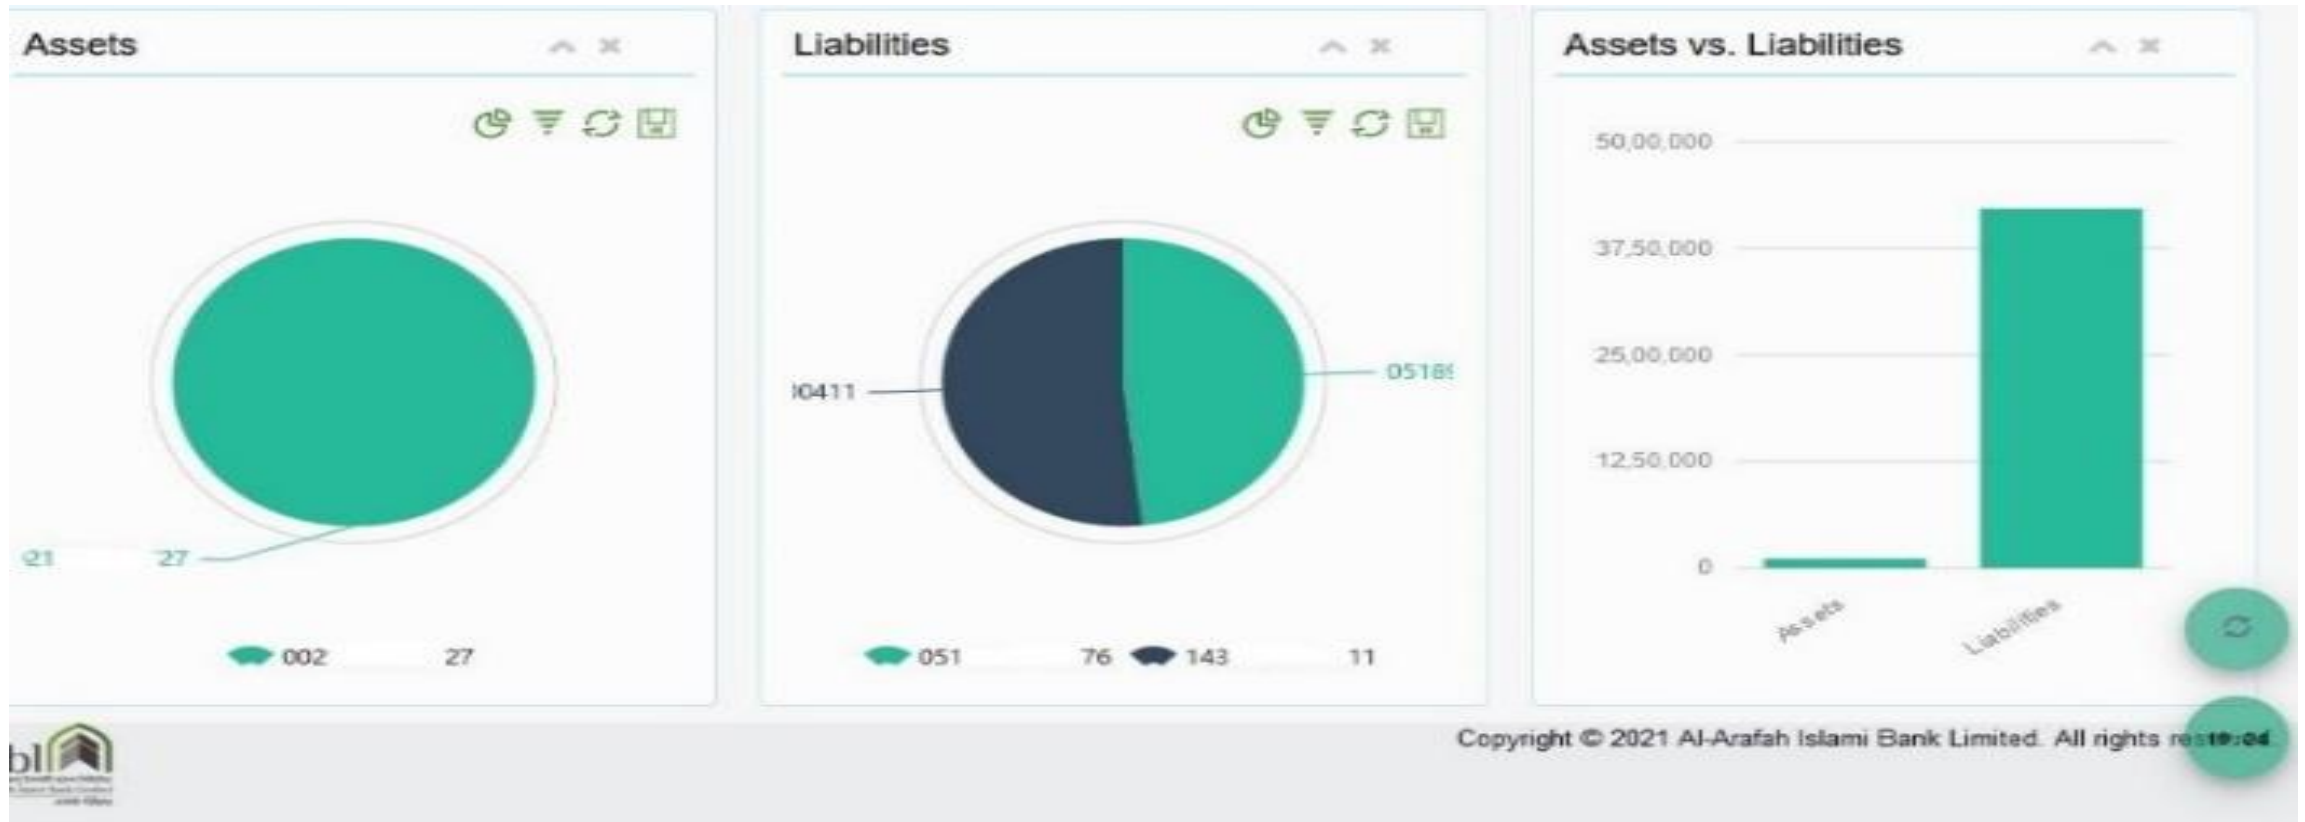 Assets
21 27
002 27
Liabilities
0411
0518
051 76 143 11
Assets vs. Liabilities
50,00,000
37,50,000
25,00,000
12,50,000
0
Assets
Liabilities
bl
Copyright © 2021 Al-Arafah Islami Bank Limited. All rights